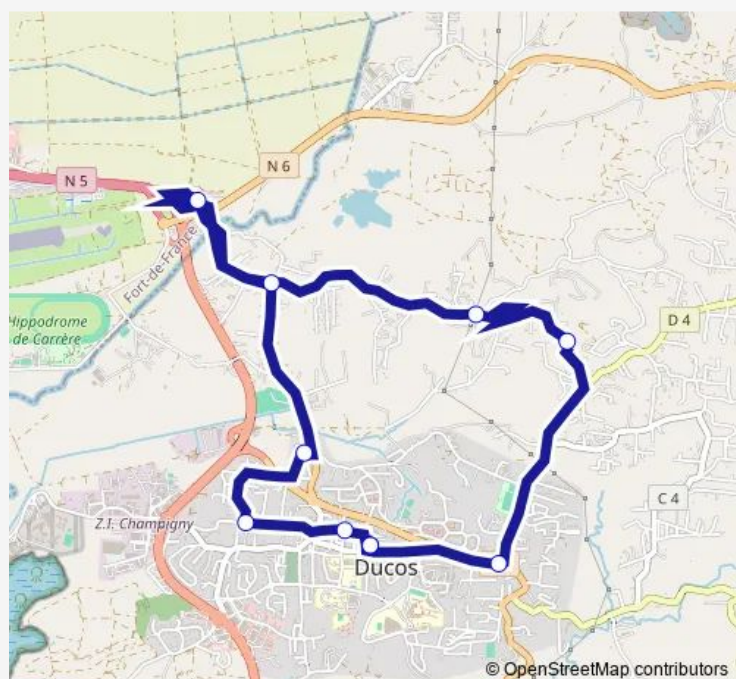 N 6
N 5
Fort-de-France
Hippodrome
de Carrère
D 4
C 4
Z.I. Champigny
Ducos
© OpenStreetMap contributors